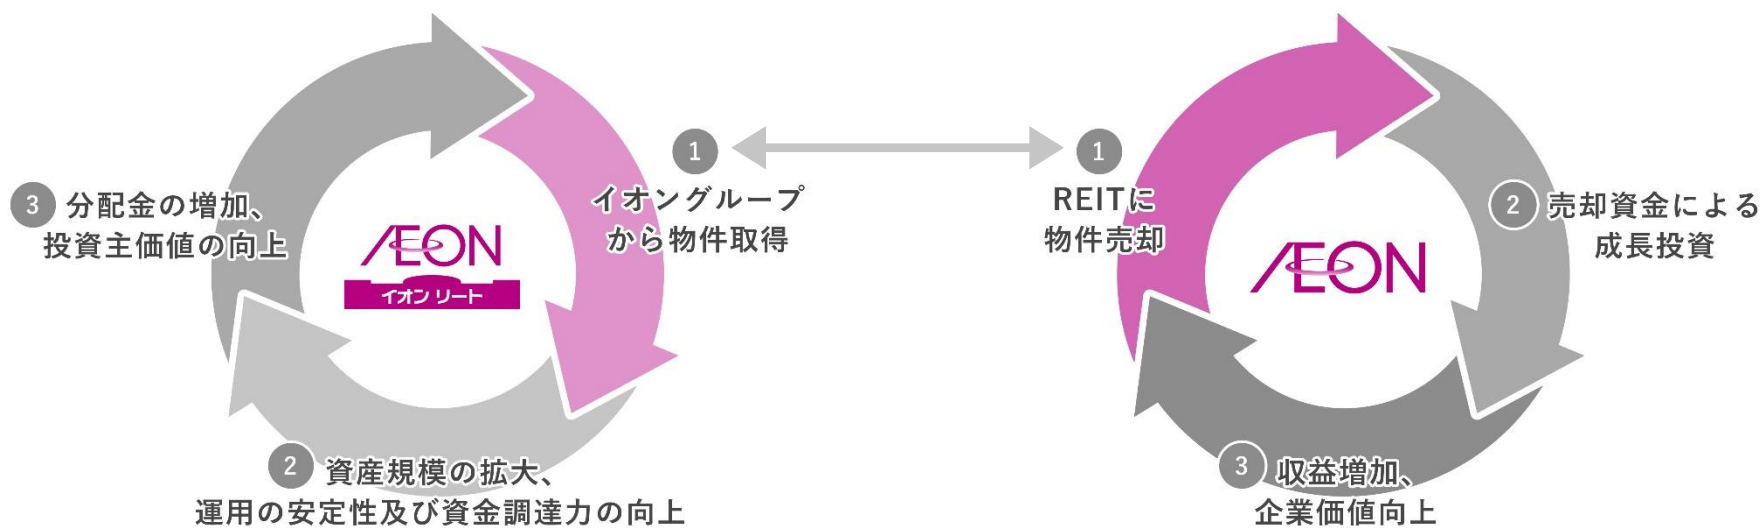 1
イオングループ
から物件取得
2 資産規模の拡大、
運用の安定性及び資金調達力の向上
3 分配金の増加、
投資主価値の向上
ÆON
イオン リート
1
REITに
物件売却
2 売却資金による
成長投資
3 収益増加、
企業価値向上
ÆON